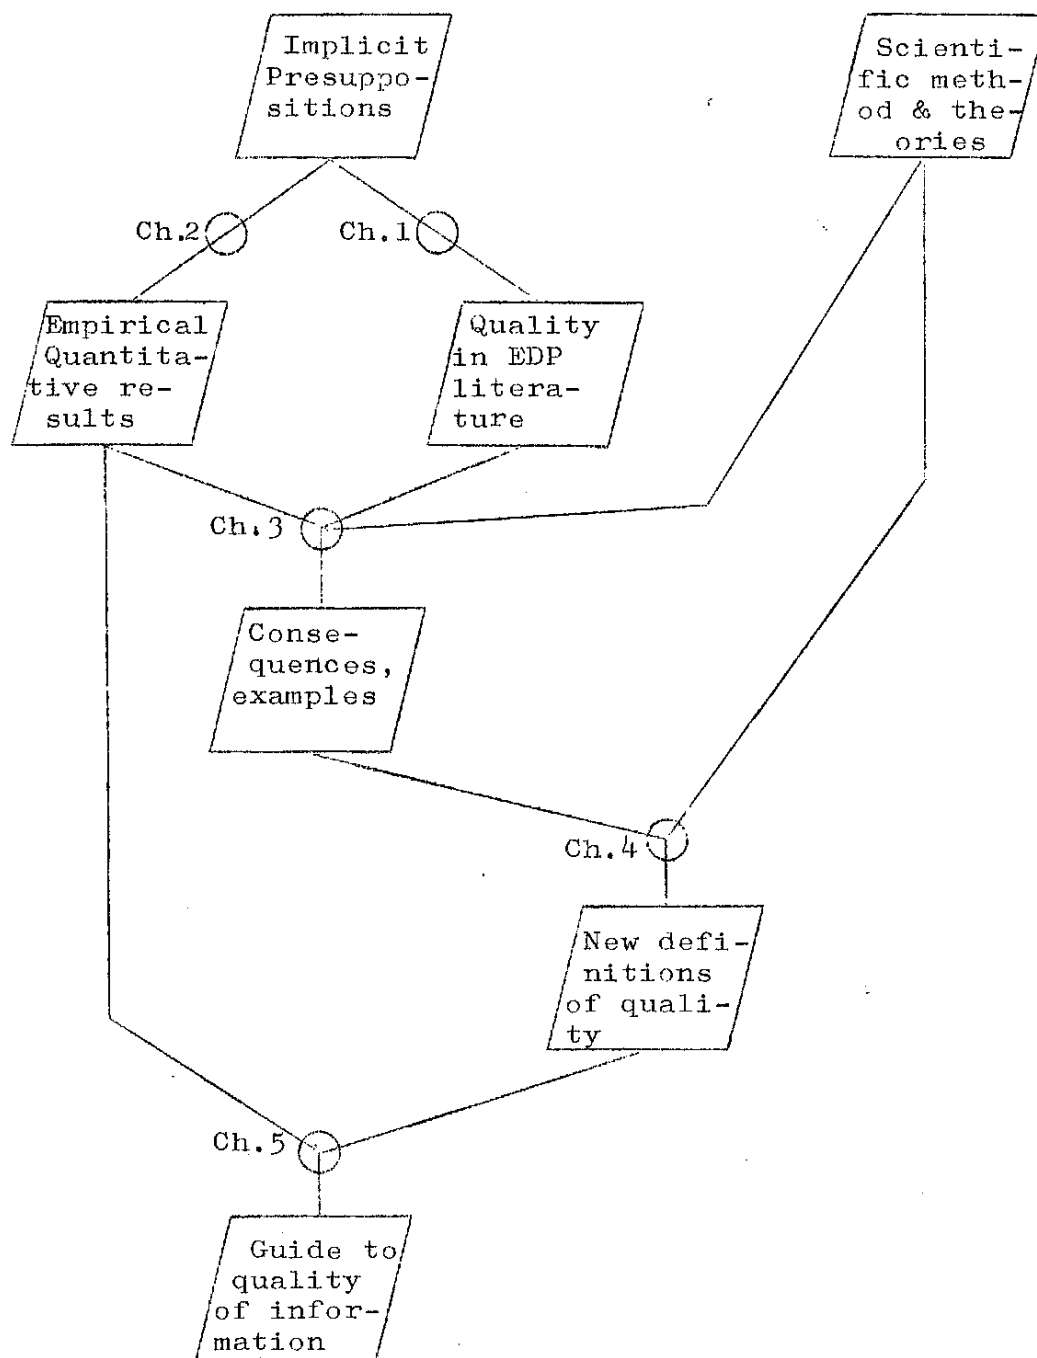 Implicit
Presuppo-
sitions
Scienti-
fic meth-
od & the-
ories
Ch.2
Ch.1
Empirical
Quantita-
tive re-
sults
Quality
in EDP
litera-
ture
Ch.3
Conse-
quences,
examples
Ch.4
New defi-
nitions
of quali-
ty
Ch.5
Guide to
quality
of infor-
mation